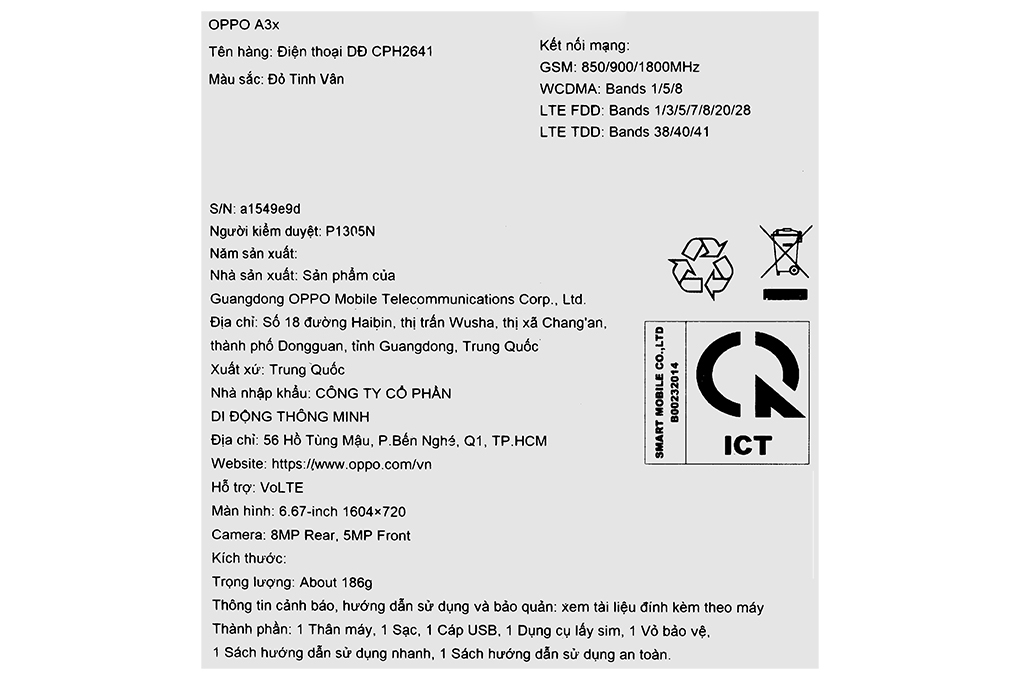 OPPO A3x
Tên hàng: Điện thoại DĐ CPH2641
Màu sắc: Đỏ Tinh Vân
Kết nối mạng:
GSM: 850/900/1800MHz
WCDMA: Bands 1/5/8
LTE FDD: Bands 1/3/5/7/8/20/28
LTE TDD: Bands 38/40/41
S/N: a1549e9d
Người kiểm duyệt: P1305N
Năm sản xuất:
Nhà sản xuất: Sản phẩm của
Guangdong OPPO Mobile Telecommunications Corp., Ltd.
Địa chỉ: Số 18 đường Haibin, thị trấn Wusha, thị xã Chang'an,
thành phố Dongguan, tỉnh Guangdong, Trung Quốc
Xuất xứ: Trung Quốc
Nhà nhập khẩu: CÔNG TY CỔ PHẦN
DI ĐỘNG THÔNG MINH
Địa chỉ: 56 Hồ Tùng Mậu, P.Bến Nghé, Q1, TP.HCM
Website: https://www.oppo.com/vn
Hỗ trợ: VoLTE
Màn hình: 6.67-inch 1604×720
Camera: 8MP Rear, 5MP Front
Kích thước:
Trọng lượng: About 186g
Thông tin cảnh báo, hướng dẫn sử dụng và bảo quản: xem tài liệu đính kèm theo máy
Thành phần: 1 Thân máy, 1 Sạc, 1 Cáp USB, 1 Dụng cụ lấy sim, 1 Vỏ bảo vệ,
1 Sách hướng dẫn sử dụng nhanh, 1 Sách hướng dẫn sử dụng an toàn.
SMART MOBILE CO.,LTD
B00232014
ICT